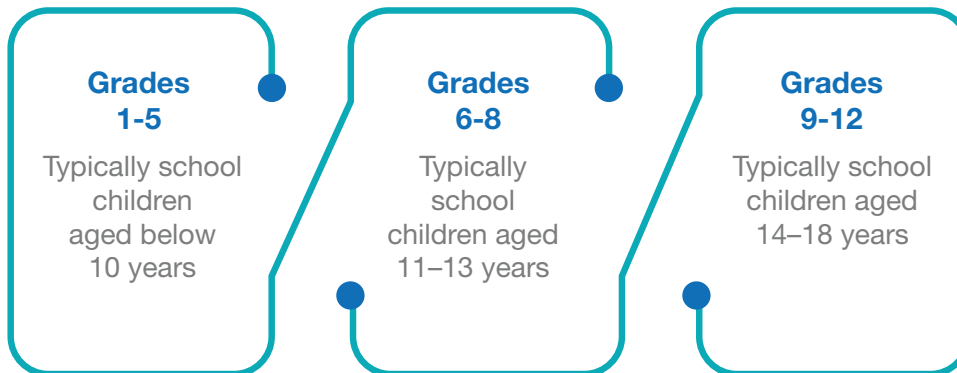 Grades
1-5
Typically school
children
aged below
10 years
Grades
6-8
Typically
school
children aged
11–13 years
Grades
9-12
Typically school
children aged
14–18 years